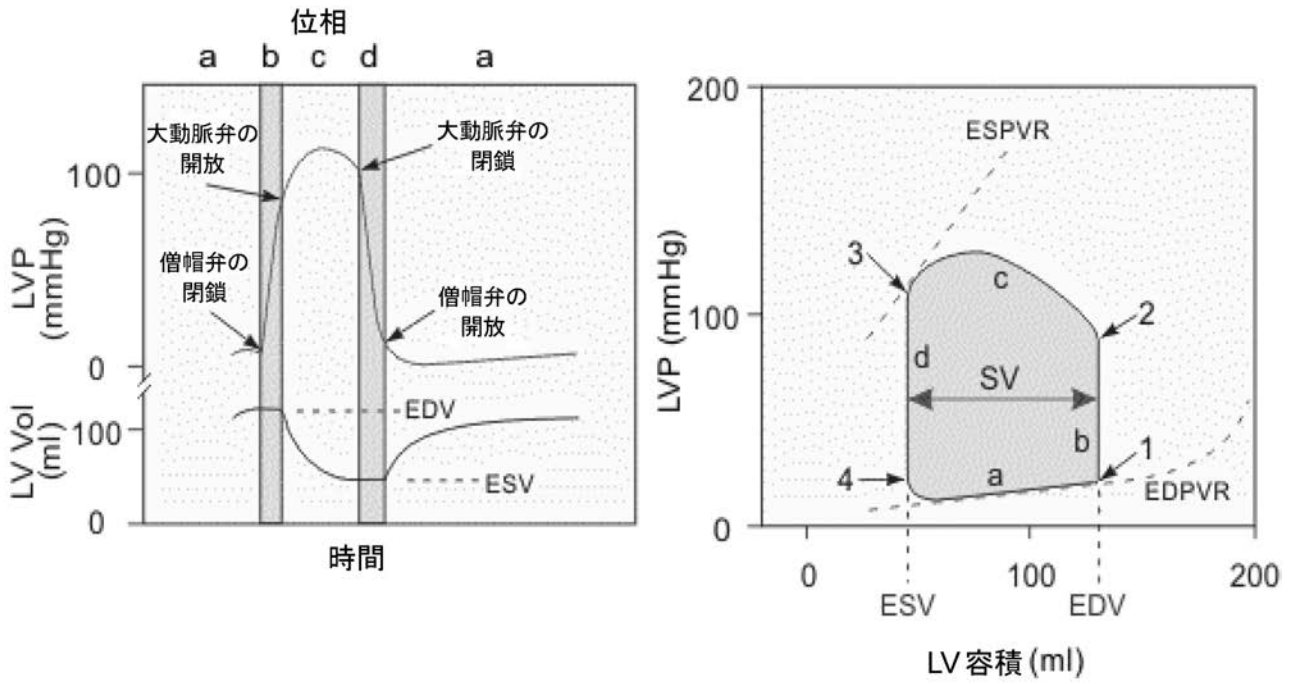 位相
a b c d a
大動脈弁の
開放
大動脈弁の
閉鎖
僧帽弁の
閉鎖
僧帽弁の
開放
LVP
(mmHg)
100
0
LV Vol
(ml)
100
0
EDV
ESV
時間
200
100
0
LVP (mmHg)
ESPVR
3
c
2
d
SV
b
1
4
a
EDPVR
0 100 200
ESV EDV
LV 容積 (ml)